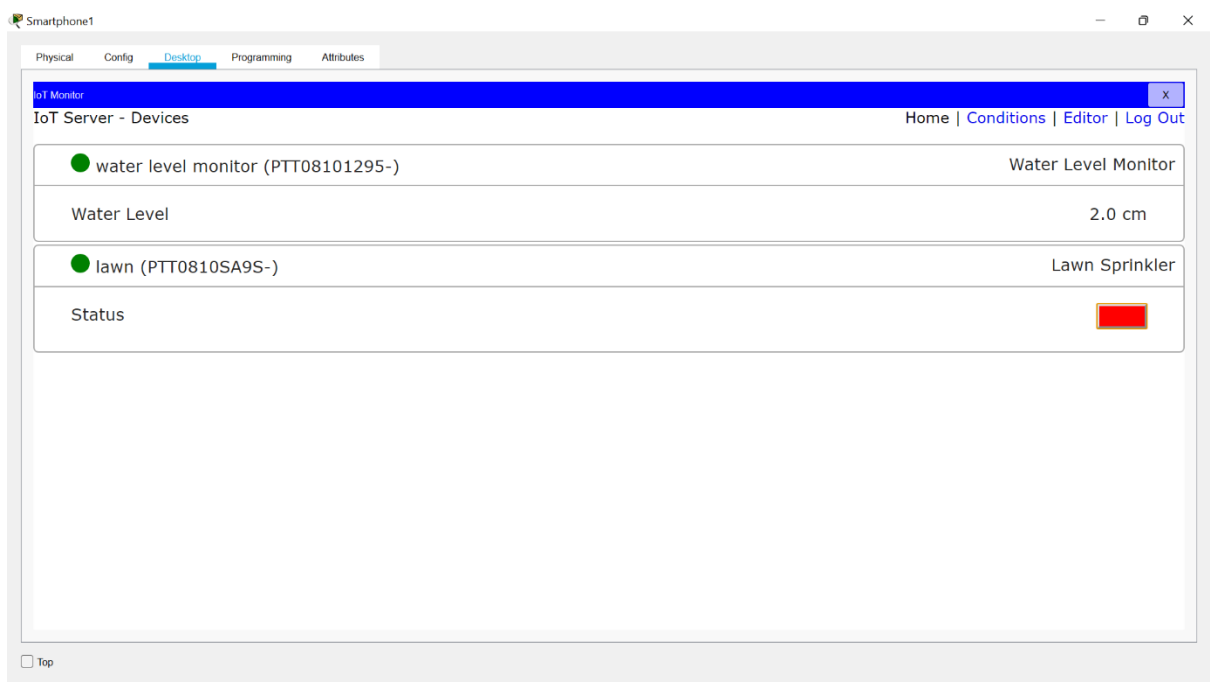 Smartphone1
Physical Config Desktop Programming Attributes
IoT Monitor X
IoT Server - Devices Home | Conditions | Editor | Log Out
water level monitor (PTT08101295-) Water Level Monitor
Water Level 2.0 cm
lawn (PTT0810SA9S-) Lawn Sprinkler
Status
Top